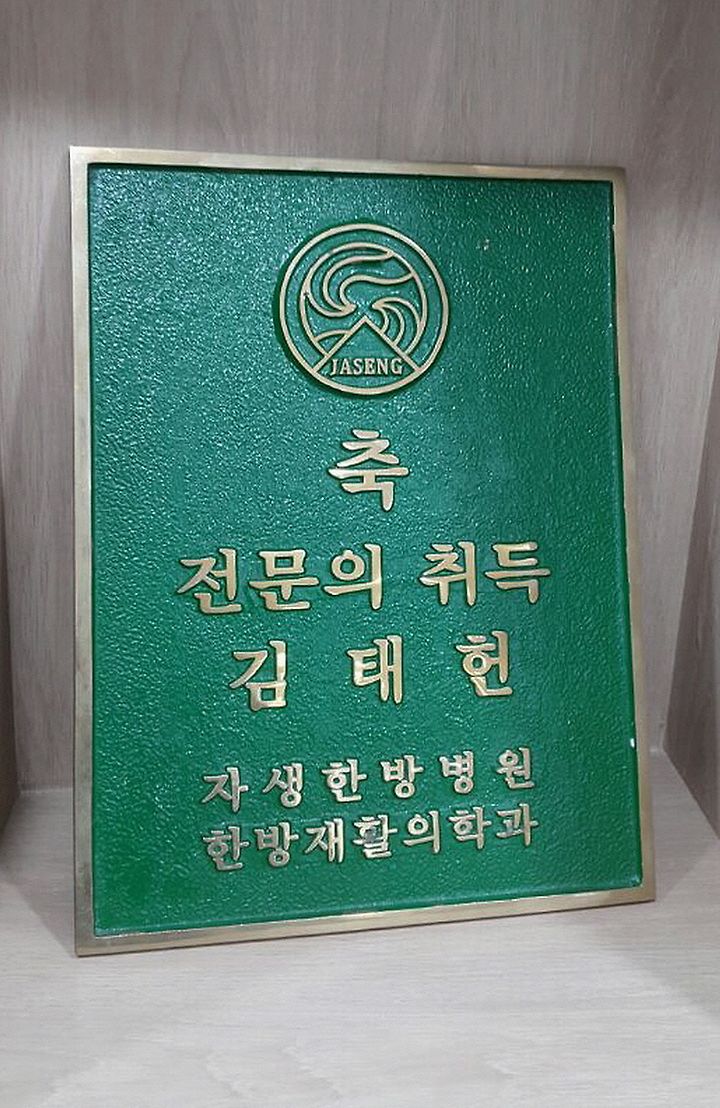 JASENG
축
전문의 취득
김 태 헌
자생한방병원
한방재활의학과